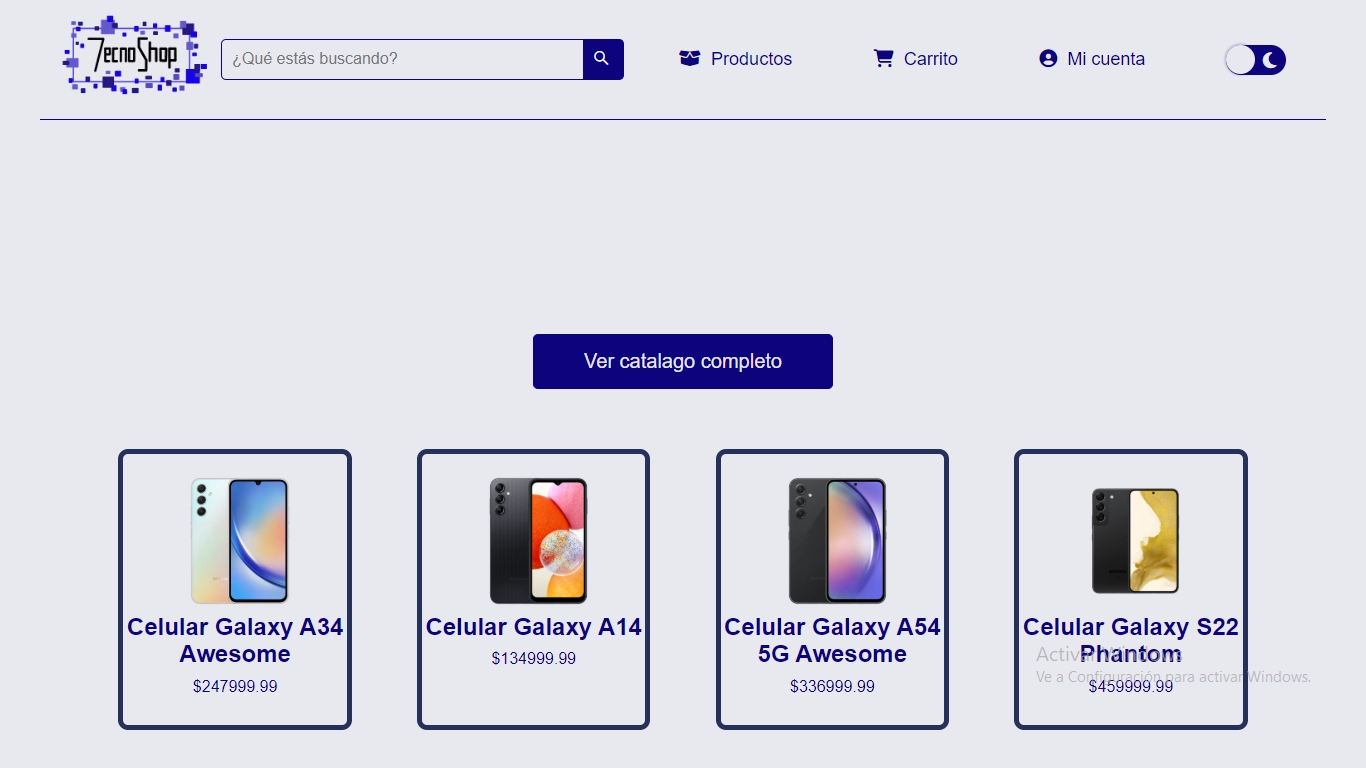 TecnoShop
¿Qué estás buscando?
Productos
Carrito
Mi cuenta
Ver catalago completo
Celular Galaxy A34
Awesome
$247999.99
Celular Galaxy A14
$134999.99
Celular Galaxy A54
5G Awesome
$336999.99
Celular Galaxy S22
Phantom
$459999.99
Activar Windows
Ve a Configuración para activar Windows.